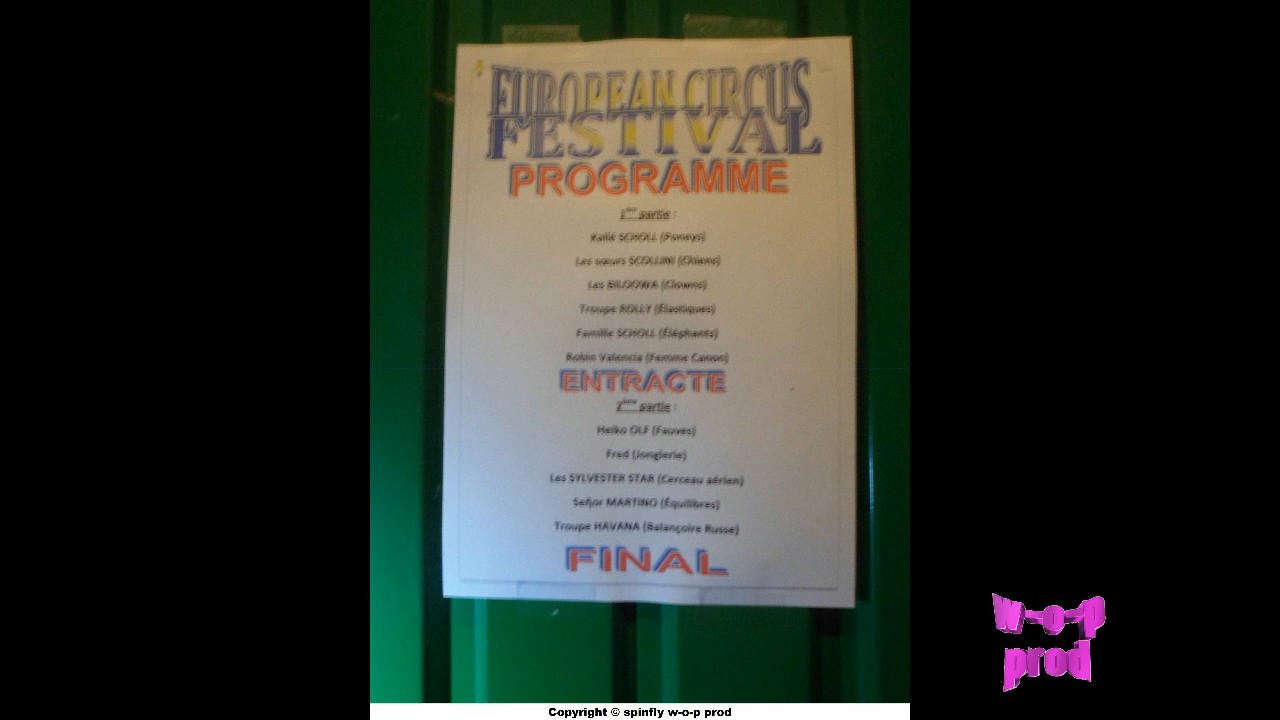 EUROPEAN CIRCUS
FESTIVAL
PROGRAMME
1ère partie :
Kalie SCHOLL (Poneys)
Les sœurs SCOLLINI (Chiens)
Les BILOOWA (Clowns)
Troupe ROLLY (Élastiques)
Famille SCHOLL (Éléphants)
Robin Valencia (Femme Canon)
ENTRACTE
2ème partie :
Heiko OLF (Fauves)
Fred (Jonglerie)
Les SYLVESTER STAR (Cerceau aérien)
Señor MARTINO (Équilibres)
Troupe HAVANA (Balançoire Russe)
FINAL
w-o-p
prod
Copyright © spinfly w-o-p prod